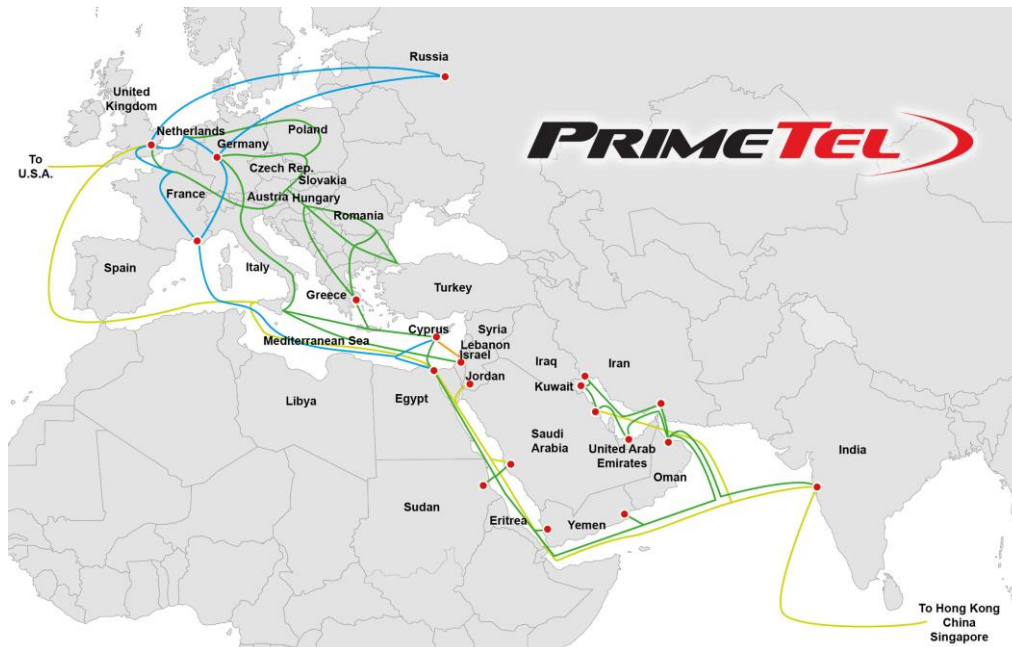 Russia
PRIMETEL
United
Kingdom
Netherlands
Poland
Germany
To
U.S.A.
Czech Rep.
Slovakia
France
Austria
Hungary
Romania
Spain
Italy
Greece
Turkey
Cyprus
Syria
Mediterranean Sea
Lebanon
Israel
Jordan
Iraq
Iran
Kuwait
Libya
Egypt
Saudi
Arabia
United Arab
Emirates
India
Oman
Sudan
Eritrea
Yemen
To Hong Kong
China
Singapore